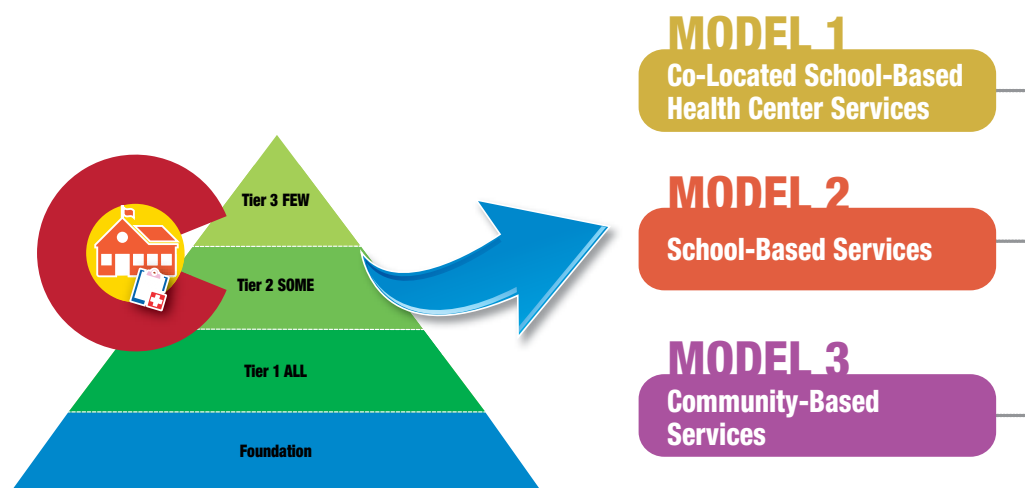 Tier 3 FEW
Tier 2 SOME
Tier 1 ALL
Foundation
MODEL 1
Co-Located School-Based
Health Center Services
MODEL 2
School-Based Services
MODEL 3
Community-Based
Services